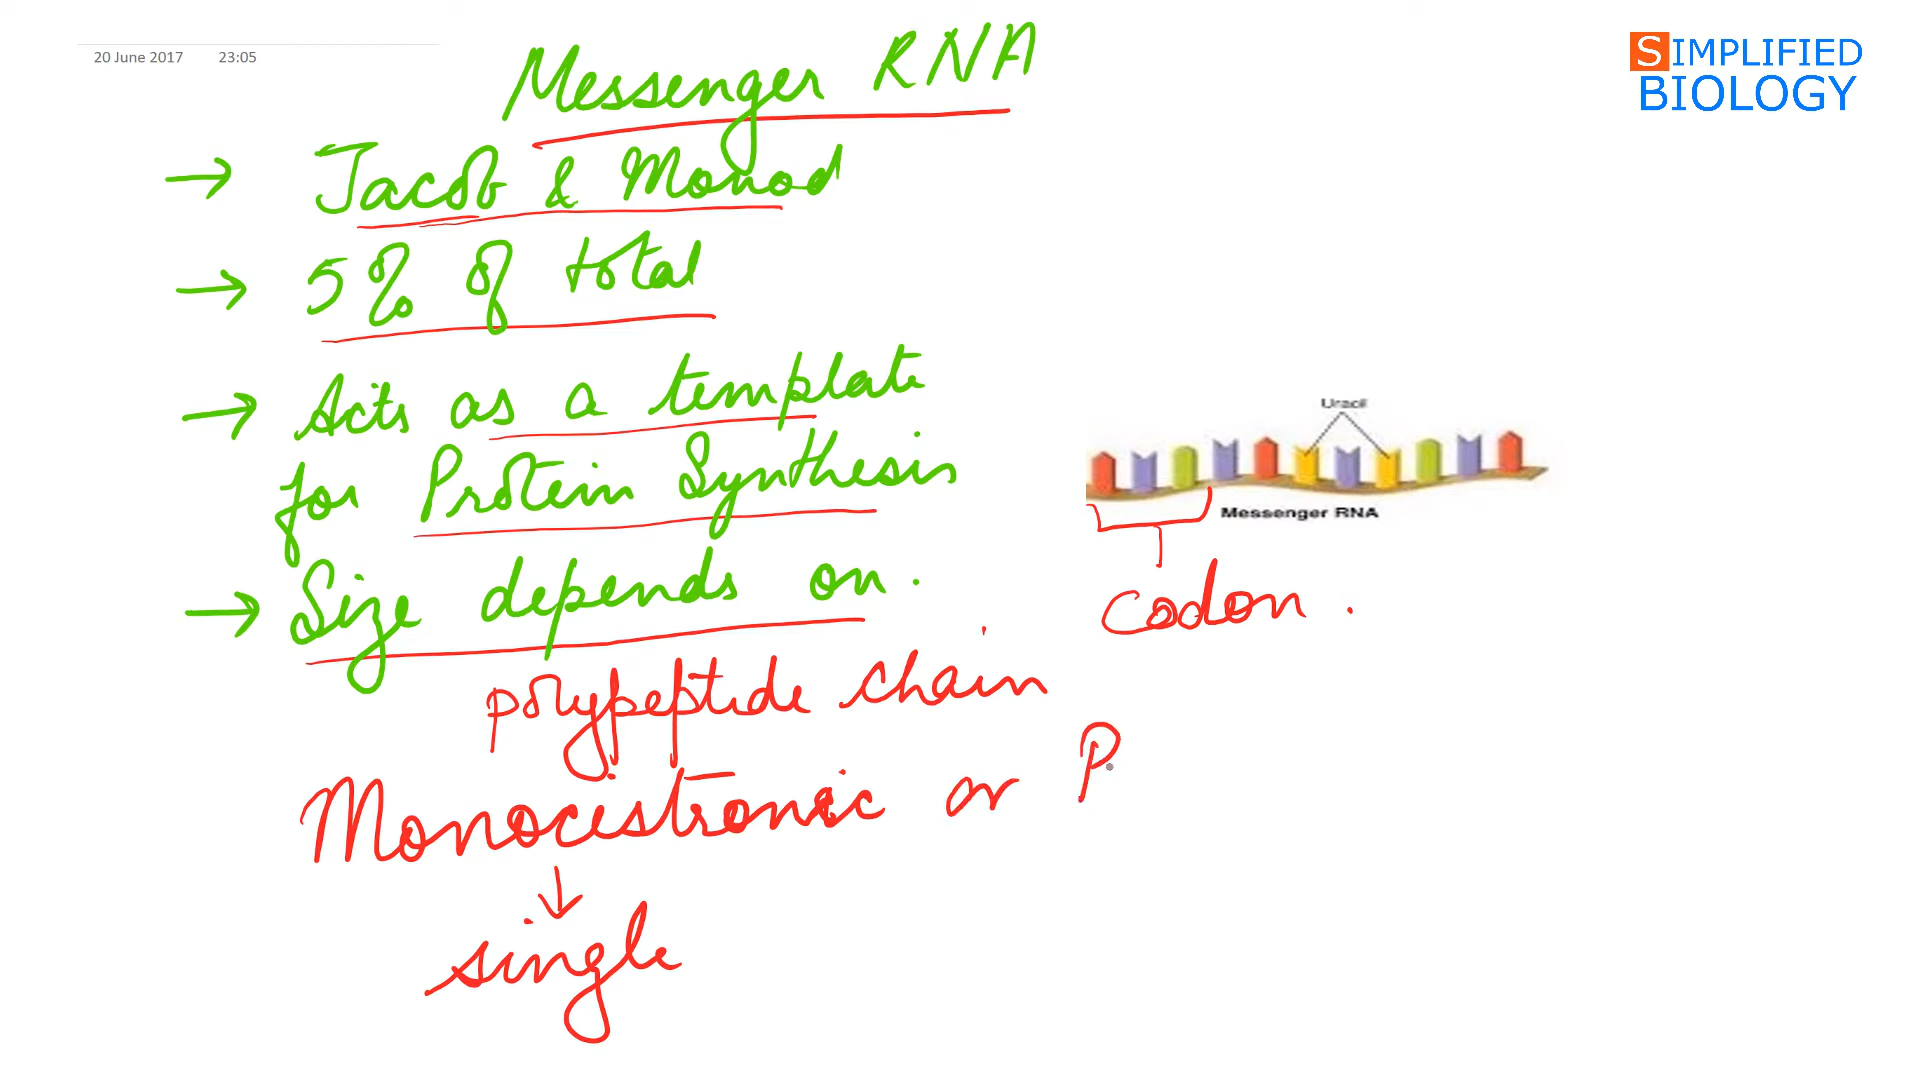 20 June 2017 23:05
SIMPLIFIED
BIOLOGY
Messenger RNA
→ Jacob & Monod
→ 5% of total
→ Acts as a template
for Protein Synthesis
→ Size depends on.
polypeptide chain
Monocistronic or P
↓
single
Uracil
Messenger RNA
codon.